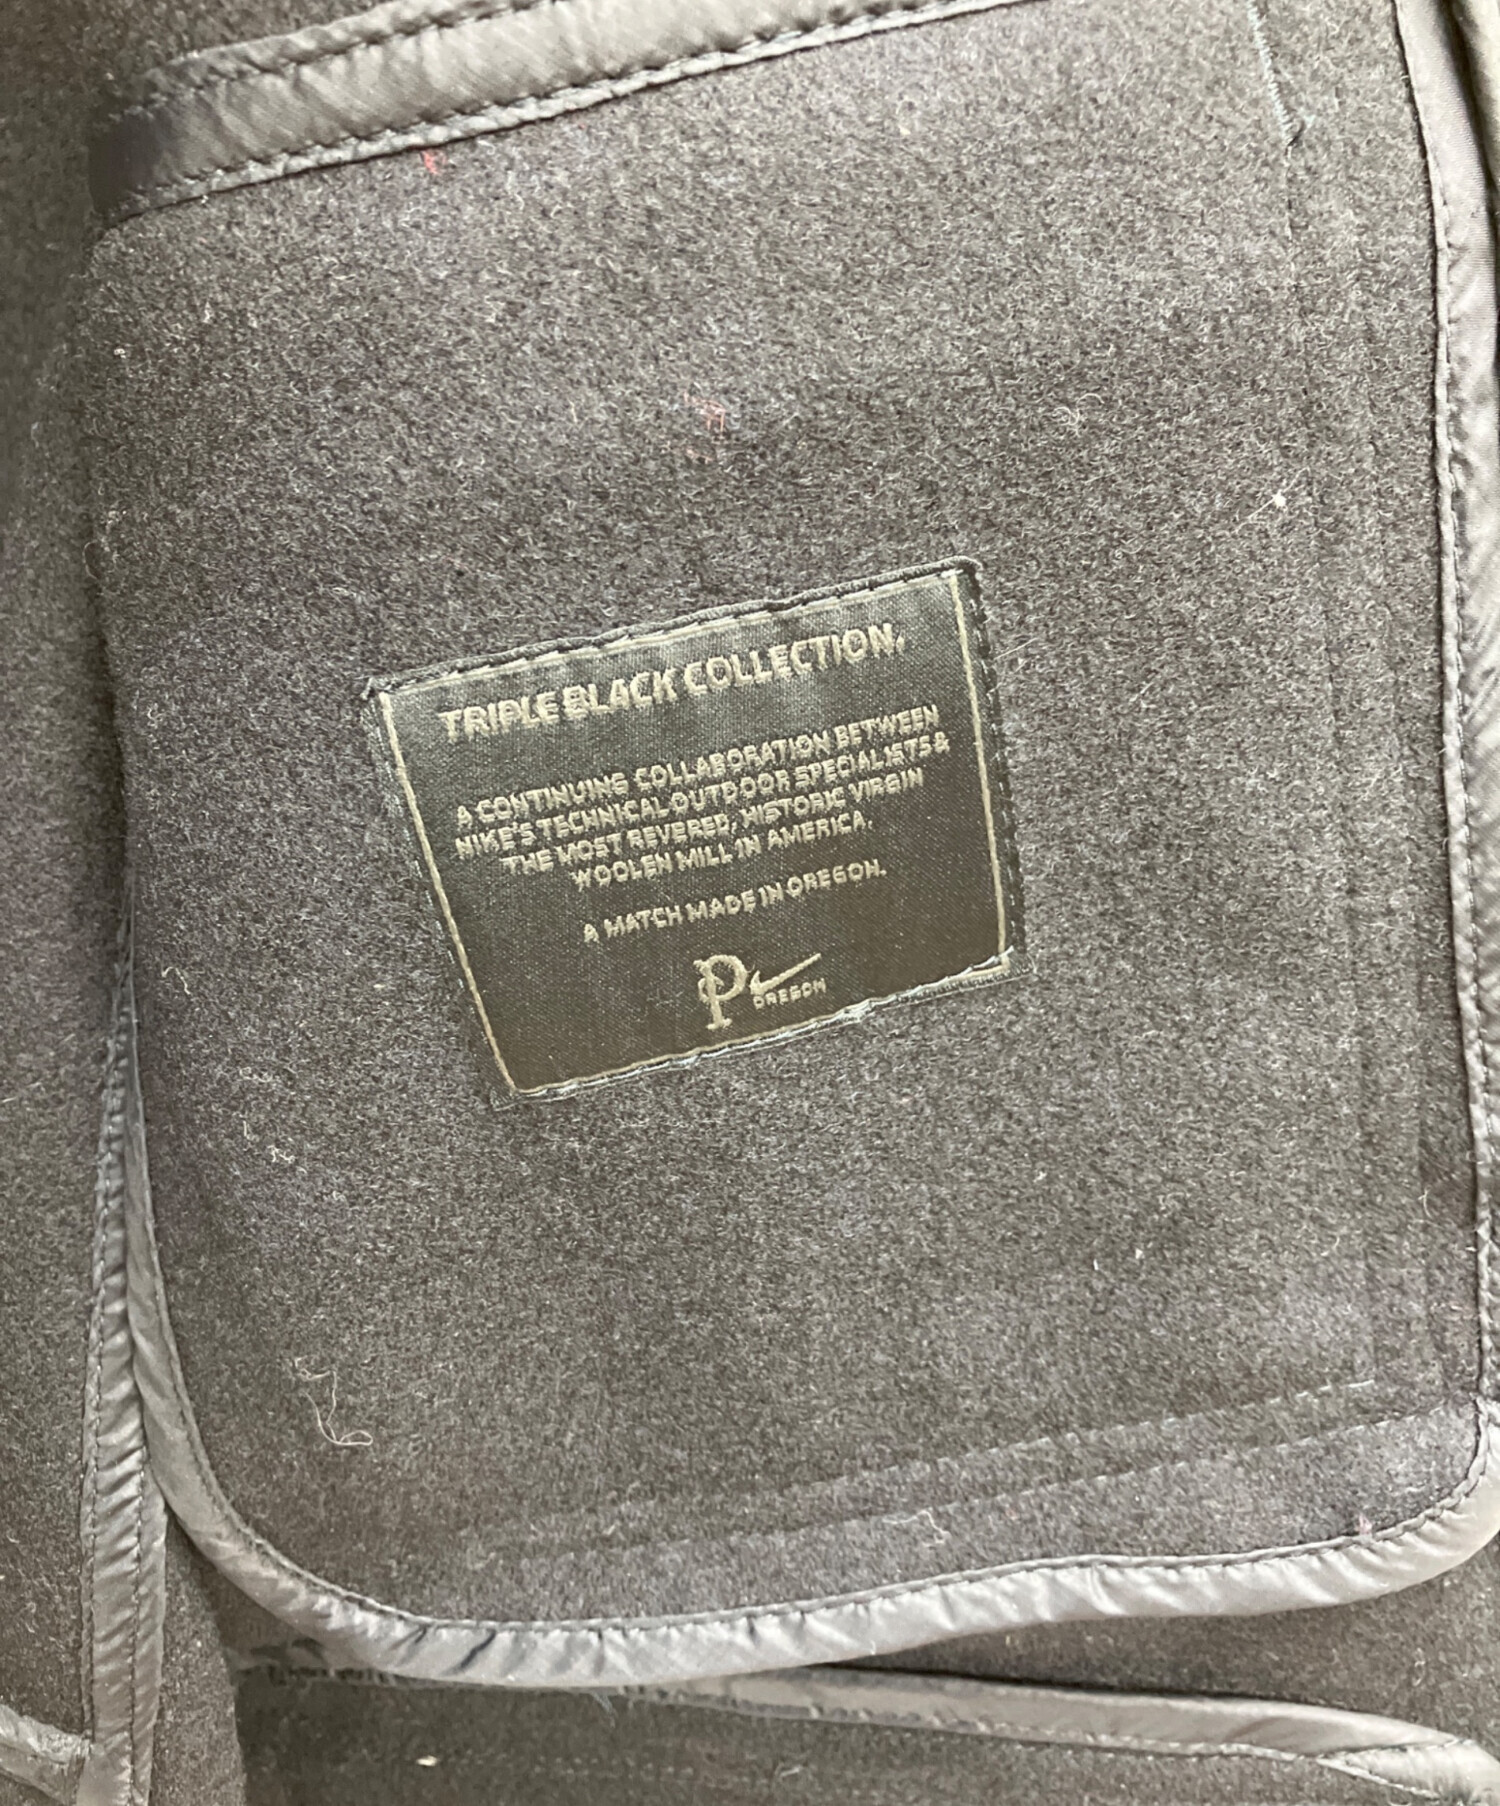 TRIPLE BLACK COLLECTION.
A CONTINUING COLLABORATION BETWEEN
NIKE'S TECHNICAL OUTDOOR SPECIALISTS &
THE MOST REVERED, HISTORIC VIRGIN
WOOLEN MILL IN AMERICA.
A MATCH MADE IN OREGON.
P OREGON